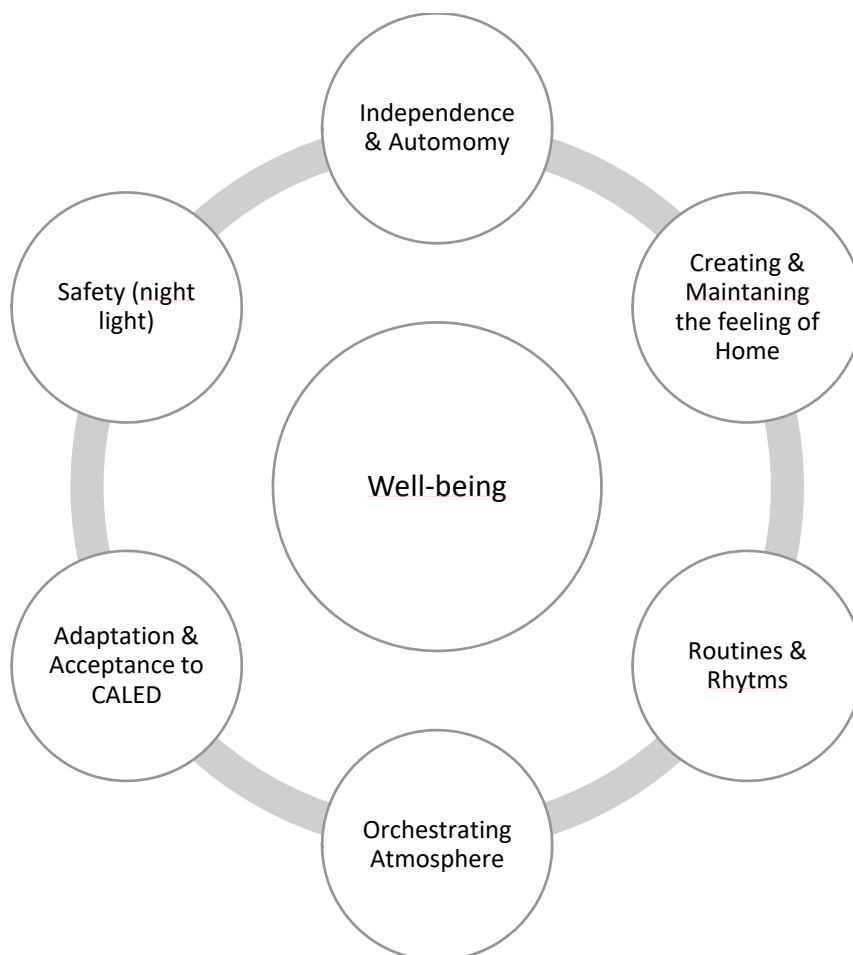 Independence
& Automomy
Creating &
Maintaning
the feeling of
Home
Safety (night
light)
Well-being
Adaptation &
Acceptance to
CALED
Routines &
Rhytms
Orchestrating
Atmosphere